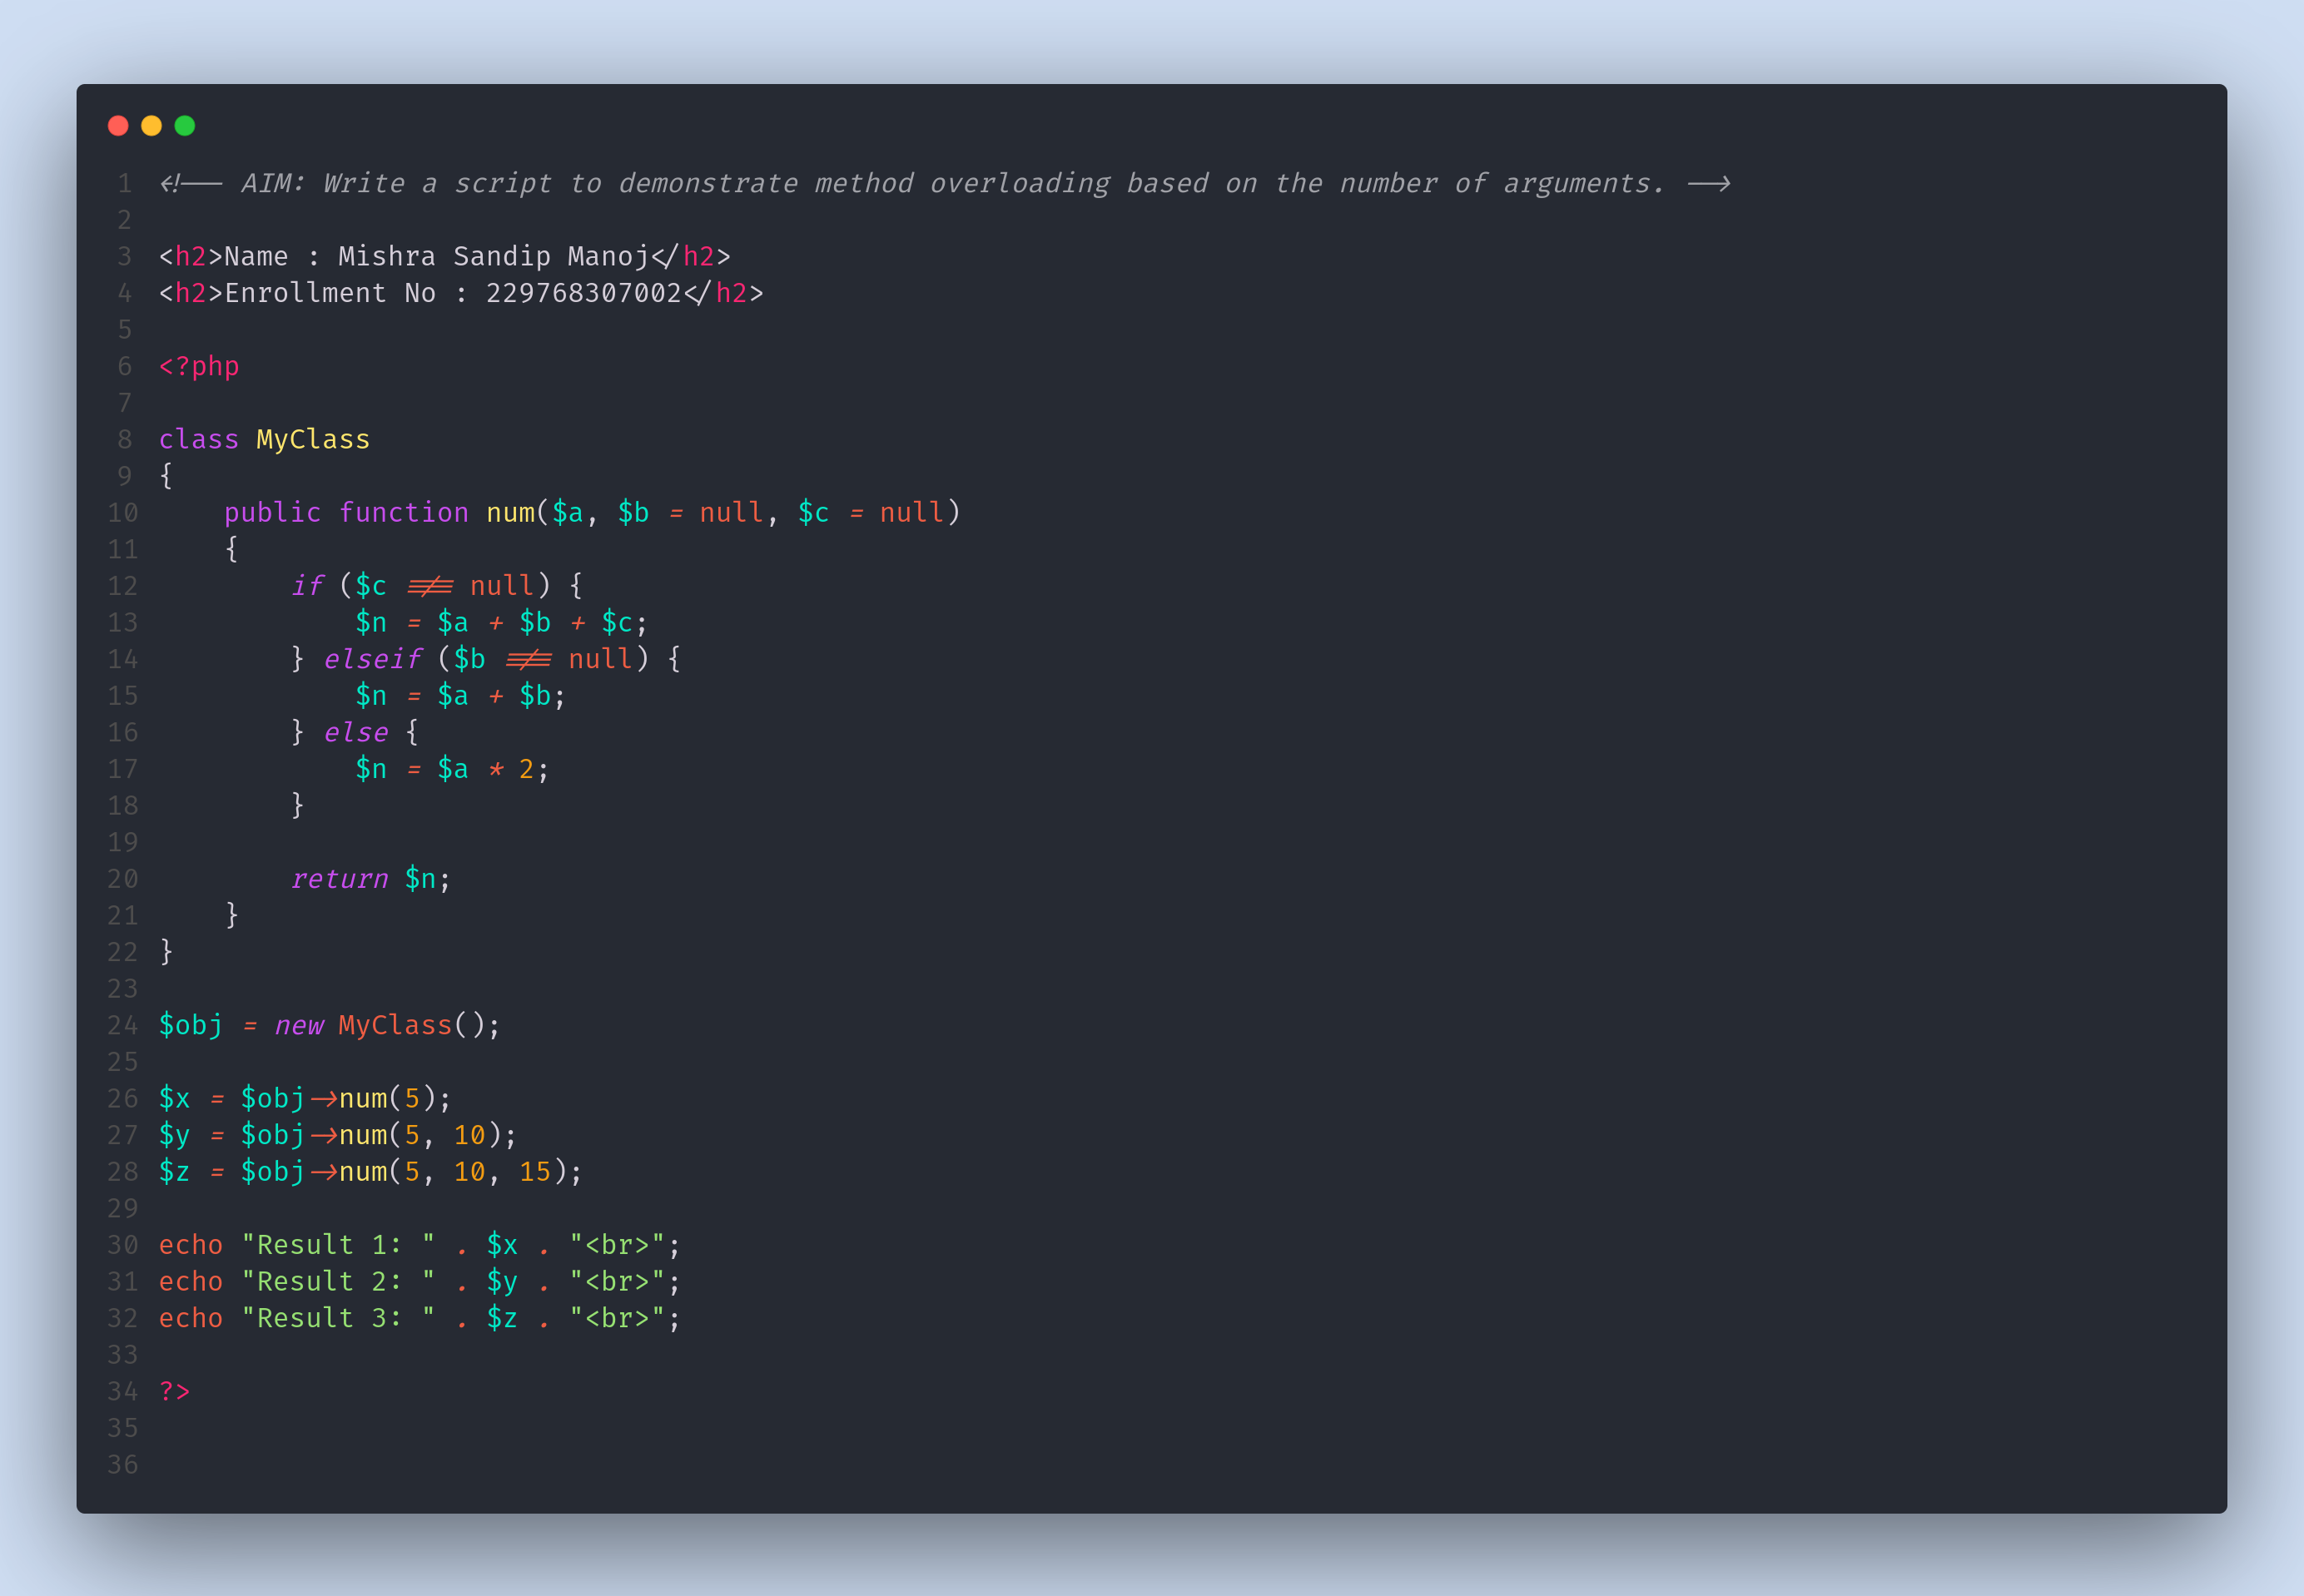 1 <!-- AIM: Write a script to demonstrate method overloading based on the number of arguments. -->
2
3 <h2>Name : Mishra Sandip Manoj</h2>
4 <h2>Enrollment No : 229768307002</h2>
5
6 <?php
7
8 class MyClass
9 {
10     public function num($a, $b = null, $c = null)
11     {
12         if ($c !== null) {
13             $n = $a + $b + $c;
14         } elseif ($b !== null) {
15             $n = $a + $b;
16         } else {
17             $n = $a * 2;
18         }
19
20         return $n;
21     }
22 }
23
24 $obj = new MyClass();
25
26 $x = $obj->num(5);
27 $y = $obj->num(5, 10);
28 $z = $obj->num(5, 10, 15);
29
30 echo "Result 1: " . $x . "<br>";
31 echo "Result 2: " . $y . "<br>";
32 echo "Result 3: " . $z . "<br>";
33
34 ?>
35
36